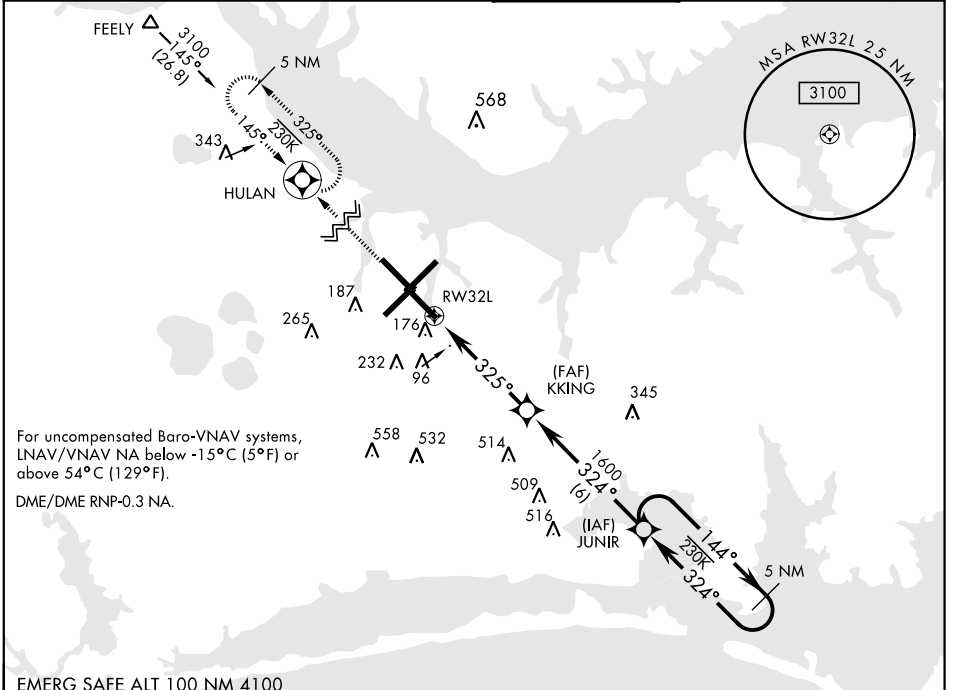 FEELY
3100
145°
(26.8)
5 NM
325°
230K
145°
343
HULAN
568
MSA RW32L 25 NM
3100
187
RW32L
265
176
232
96
325°
(FAF)
KKING
345
For uncompensated Baro-VNAV systems,
LNAV/VNAV NA below -15°C (5°F) or
above 54°C (129°F).
DME/DME RNP-0.3 NA.
558
532
514
1600
324°
(6)
509
516
(IAF)
JUNIR
144°
230K
324°
5 NM
EMERG SAFE ALT 100 NM 4100